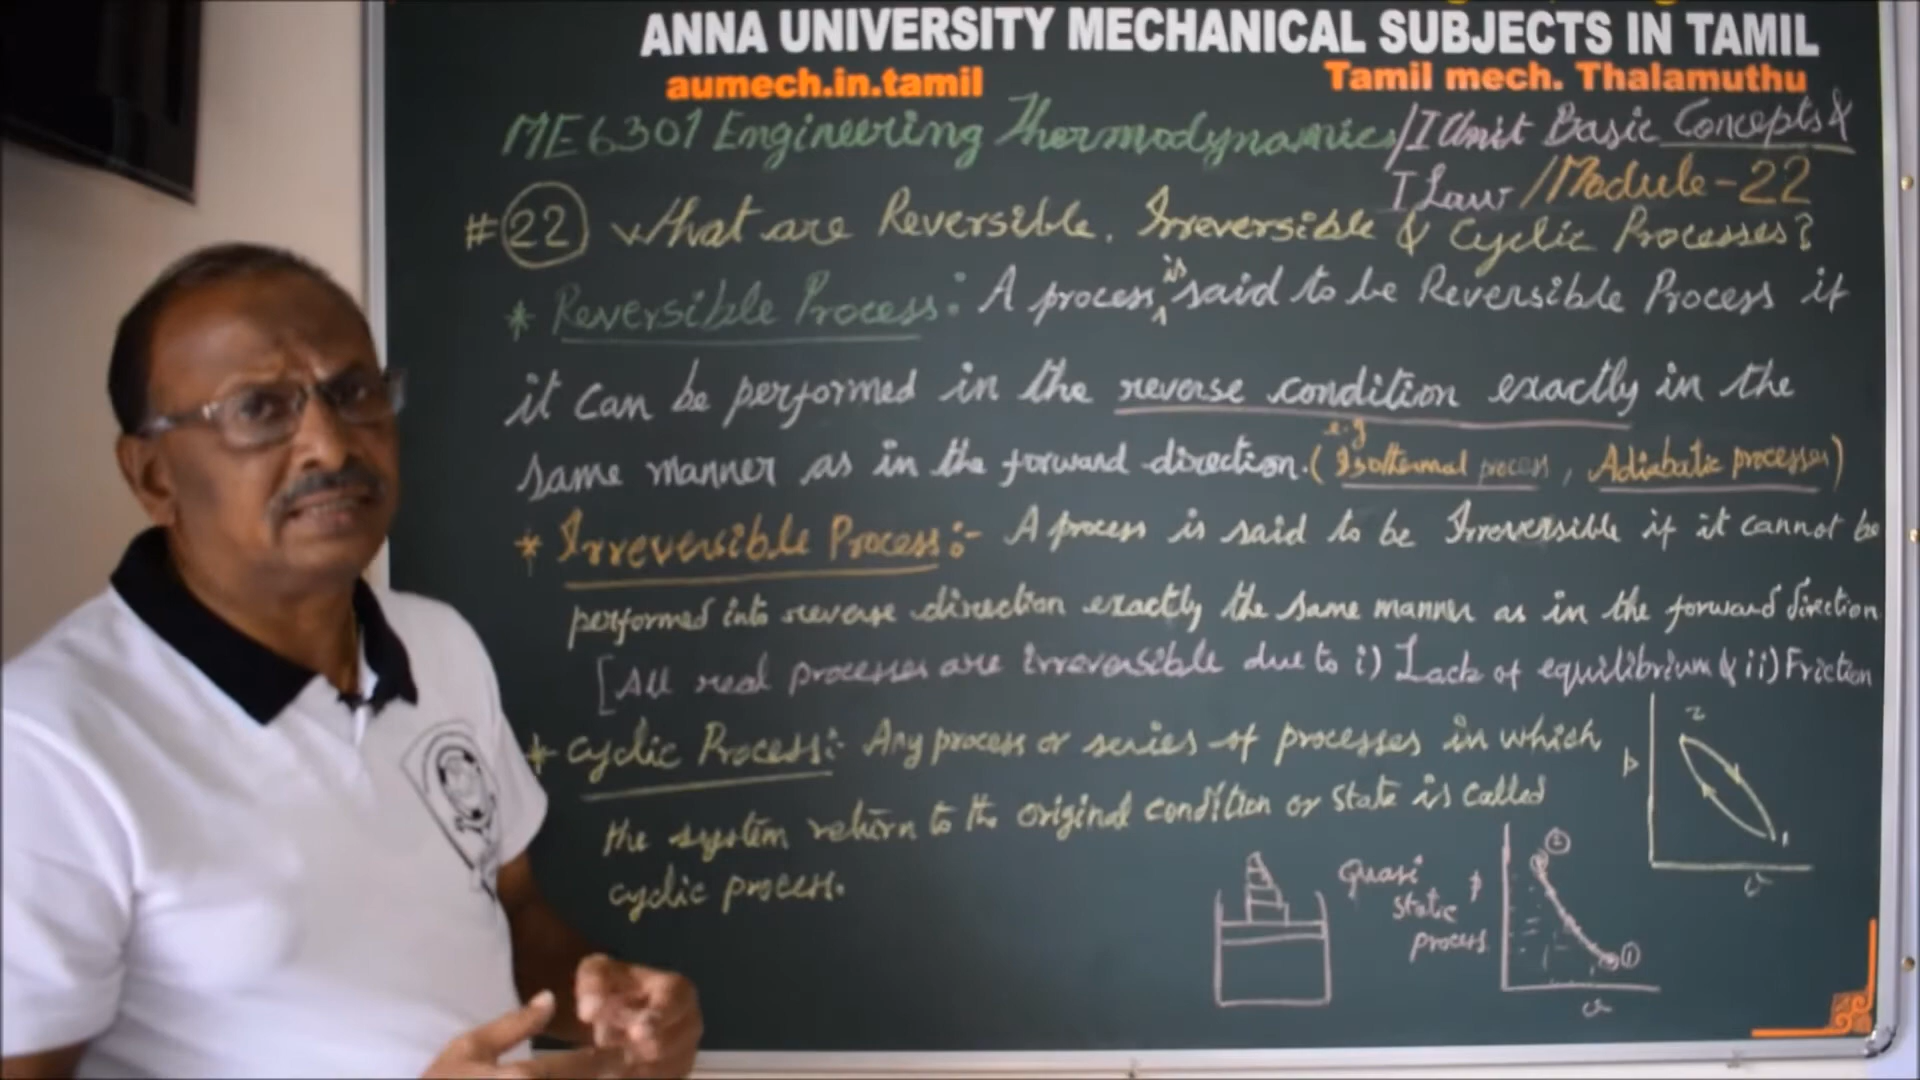 ANNA UNIVERSITY MECHANICAL SUBJECTS IN TAMIL
aumech.in.tamil
Tamil mech. Thalamuthu
ME6301 Engineering Thermodynamics/I Unit Basic Concepts &
I Law/Module-22
#22 What are Reversible, Irreversible & Cyclic Processes?
* Reversible Process: A process is said to be Reversible Process if
it can be performed in the reverse condition exactly in the
same manner as in the forward direction. (e.g Isothermal process, Adiabatic processes)
* Irreversible Process:- A process is said to be Irreversible if it cannot be
performed into reverse direction exactly the same manner as in the forward direction
[All real processes are irreversible due to i) Lack of equilibrium & ii) Friction
* Cyclic Process:- Any process or series of processes in which
the system return to the original condition or state is called
cyclic process.
p
2
1
v
Quasi
static
process
p
2
1
v